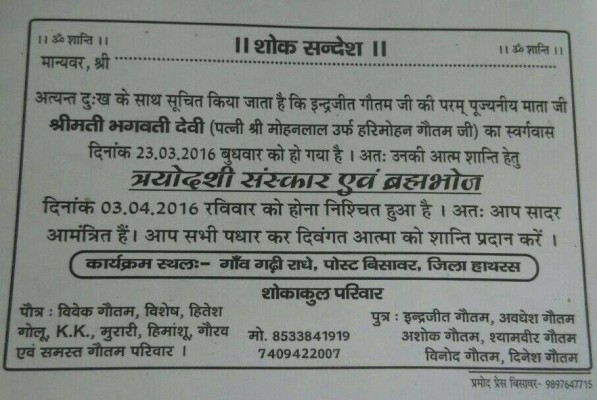 ।। ॐ शान्ति ।। ।। शोक सन्देश ।। ।। ॐ शान्ति ।।
मान्यवर, श्री
अत्यन्त दुःख के साथ सूचित किया जाता है कि इन्द्रजीत गौतम जी की परम् पूज्यनीय माता जी
श्रीमती भगवती देवी (पत्नी श्री मोहनलाल उर्फ हरिमोहन गौतम जी) का स्वर्गवास
दिनांक 23.03.2016 बुधवार को हो गया है । अतः उनकी आत्म शान्ति हेतु
त्रयोदशी संस्कार एवं ब्रह्मभोज
दिनांक 03.04.2016 रविवार को होना निश्चित हुआ है । अतः आप सादर
आमंत्रित हैं। आप सभी पधार कर दिवंगत आत्मा को शान्ति प्रदान करें ।
कार्यक्रम स्थलः- गाँव गढ़ी राधे, पोस्ट बिसावर, जिला हाथरस
शोकाकुल परिवार
पौत्र : विवेक गौतम, विशेष, हितेश
गोलू, K.K., मुरारी, हिमांशू, गौरव
एवं समस्त गौतम परिवार ।
मो. 8533841919
7409422007
पुत्र : इन्द्रजीत गौतम, अवधेश गौतम
अशोक गौतम, श्यामवीर गौतम
विनोद गौतम, दिनेश गौतम
प्रमोद प्रेस बिसावर- 9897647715